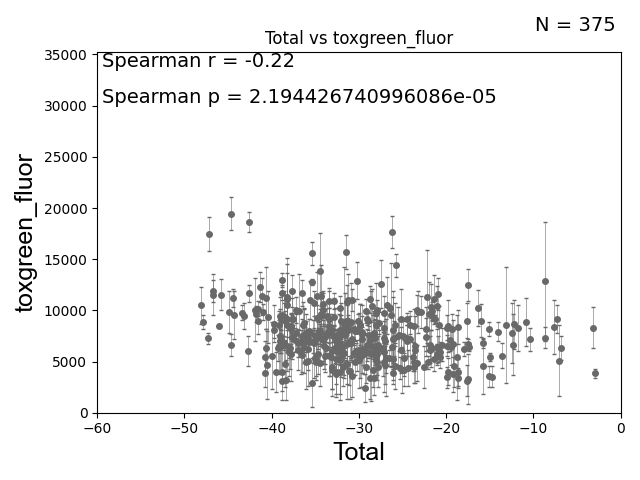 N = 375
Total vs toxgreen_fluor
Spearman r = -0.22
Spearman p = 2.194426740996086e-05
toxgreen_fluor
35000
30000
25000
20000
15000
10000
5000
0
−60
−50
−40
−30
−20
−10
0
Total